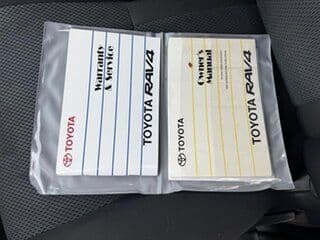 Warranty
& Service
TOYOTA RAV4
TOYOTA
Owner's
Manual
TOYOTA RAV4
TOYOTA